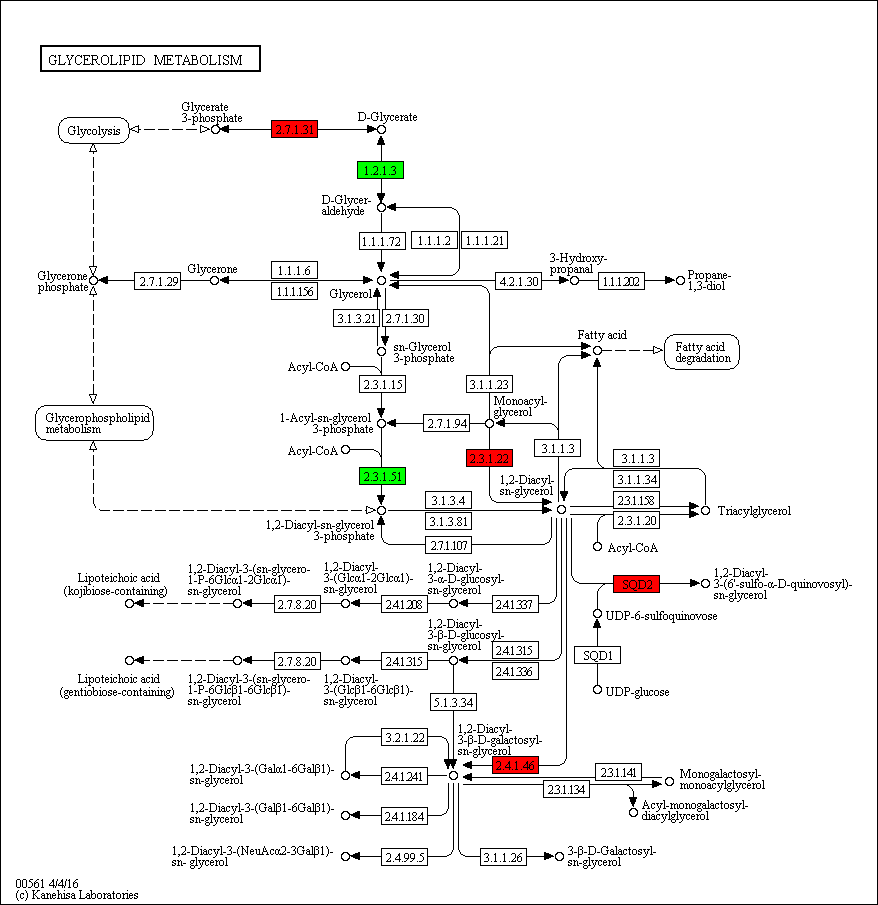 GLYCEROLIPID METABOLISM
Glycerate
3-phosphate
D-Glycerate
Glycolysis
2.7.1.31
1.2.1.3
D-Glycer-
aldehyde
1.1.1.72
1.1.1.2
1.1.1.21
3-Hydroxy-
propanal
Glycerone
phosphate
2.7.1.29
Glycerone
1.1.1.6
1.1.1.156
Glycerol
4.2.1.30
1.1.1202
Propane-
1,3-diol
3.1.3.21
2.7.1.30
sn-Glycerol
3-phosphate
Fatty acid
Fatty acid
degradation
Acyl-CoA
2.3.1.15
3.1.1.23
Glycerophospholipid
metabolism
1-Acyl-sn-glycerol
3-phosphate
2.7.1.94
Monoacyl-
glycerol
3.1.1.3
Acyl-CoA
2.3.1.51
2.3.1.22
3.1.1.3
3.1.1.34
1,2-Diacyl-
sn-glycerol
2.3.1.158
2.3.1.20
Triacylglycerol
3.1.3.4
3.1.3.81
2.7.1.107
1,2-Diacyl-sn-glycerol
3-phosphate
Acyl-CoA
Lipoteichoic acid
(kojibiose-containing)
1,2-Diacyl-3-(sn-glycero-
1-P-6Glcα1-2Glcα1)-
sn-glycerol
2.7.8.20
1,2-Diacyl-
3-(Glcα1-2Glcα1)-
sn-glycerol
2.4.1.208
1,2-Diacyl-
3-α-D-glucosyl-
sn-glycerol
2.4.1.337
SQD2
1,2-Diacyl-
3-(6'-sulfo-α-D-quinovosyl)-
sn-glycerol
UDP-6-sulfoquinovose
1,2-Diacyl-
3-β-D-glucosyl-
sn-glycerol
2.4.1.315
2.4.1.336
SQD1
UDP-glucose
2.7.8.20
2.4.1.315
Lipoteichoic acid
(gentiobiose-containing)
1,2-Diacyl-3-(sn-glycero-
1-P-6Glcβ1-6Glcβ1)-
sn-glycerol
1,2-Diacyl-
3-(Glcβ1-6Glcβ1)-
sn-glycerol
5.1.3.34
1,2-Diacyl-
3-β-D-galactosyl-
sn-glycerol
3.2.1.22
2.4.1.46
1,2-Diacyl-3-(Galα1-6Galβ1)-
sn-glycerol
2.4.1.241
2.3.1.141
2.3.1.134
Monogalactosyl-
monoacylglycerol
Acyl-monogalactosyl-
diacylglycerol
1,2-Diacyl-3-(Galβ1-6Galβ1)-
sn-glycerol
2.4.1.184
1,2-Diacyl-3-(NeuAcα2-3Galβ1)-
sn- glycerol
2.4.99.5
3.1.1.26
3-β-D-Galactosyl-
sn-glycerol
00561 4/4/16
(c) Kanehisa Laboratories